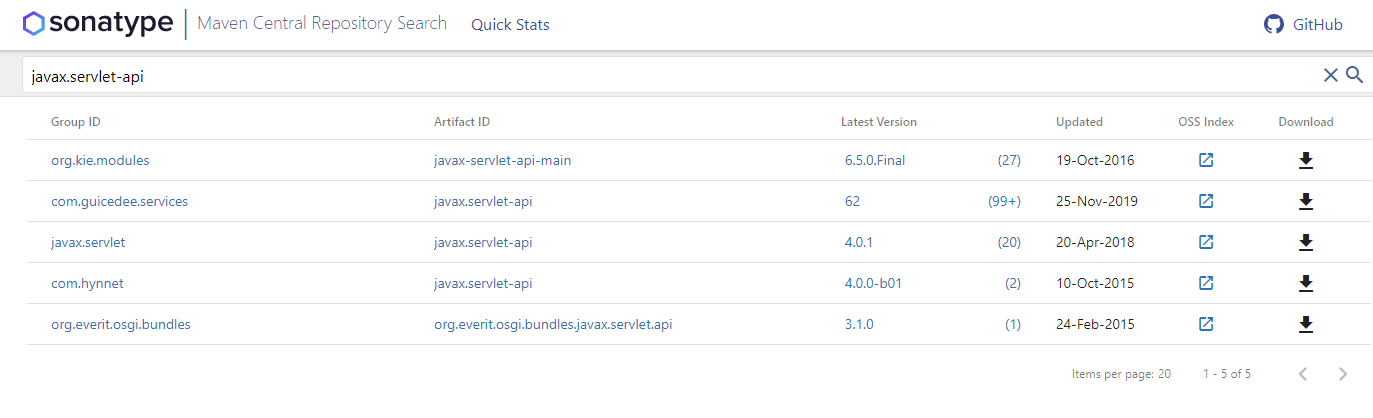 sonatype Maven Central Repository Search Quick Stats GitHub
javax.servlet-api
Group ID Artifact ID Latest Version Updated OSS Index Download
org.kie.modules javax-servlet-api-main 6.5.0.Final (27) 19-Oct-2016
com.guicedee.services javax.servlet-api 62 (99+) 25-Nov-2019
javax.servlet javax.servlet-api 4.0.1 (20) 20-Apr-2018
com.hynnet javax.servlet-api 4.0.0-b01 (2) 10-Oct-2015
org.everit.osgi.bundles org.everit.osgi.bundles.javax.servlet.api 3.1.0 (1) 24-Feb-2015
Items per page: 20 1 - 5 of 5